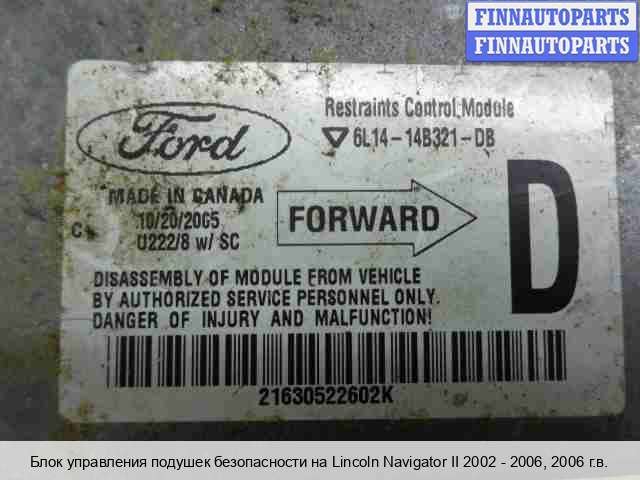 FINNAUTOPARTS
FINNAUTOPARTS
Ford
Restraints Control Module
6L14-14B321-DB
MADE IN CANADA
10/20/2005
U222/8 w/ SC
C
FORWARD
D
DISASSEMBLY OF MODULE FROM VEHICLE
BY AUTHORIZED SERVICE PERSONNEL ONLY.
DANGER OF INJURY AND MALFUNCTION!
21630522602K
Блок управления подушек безопасности на Lincoln Navigator II 2002 - 2006, 2006 г.в.